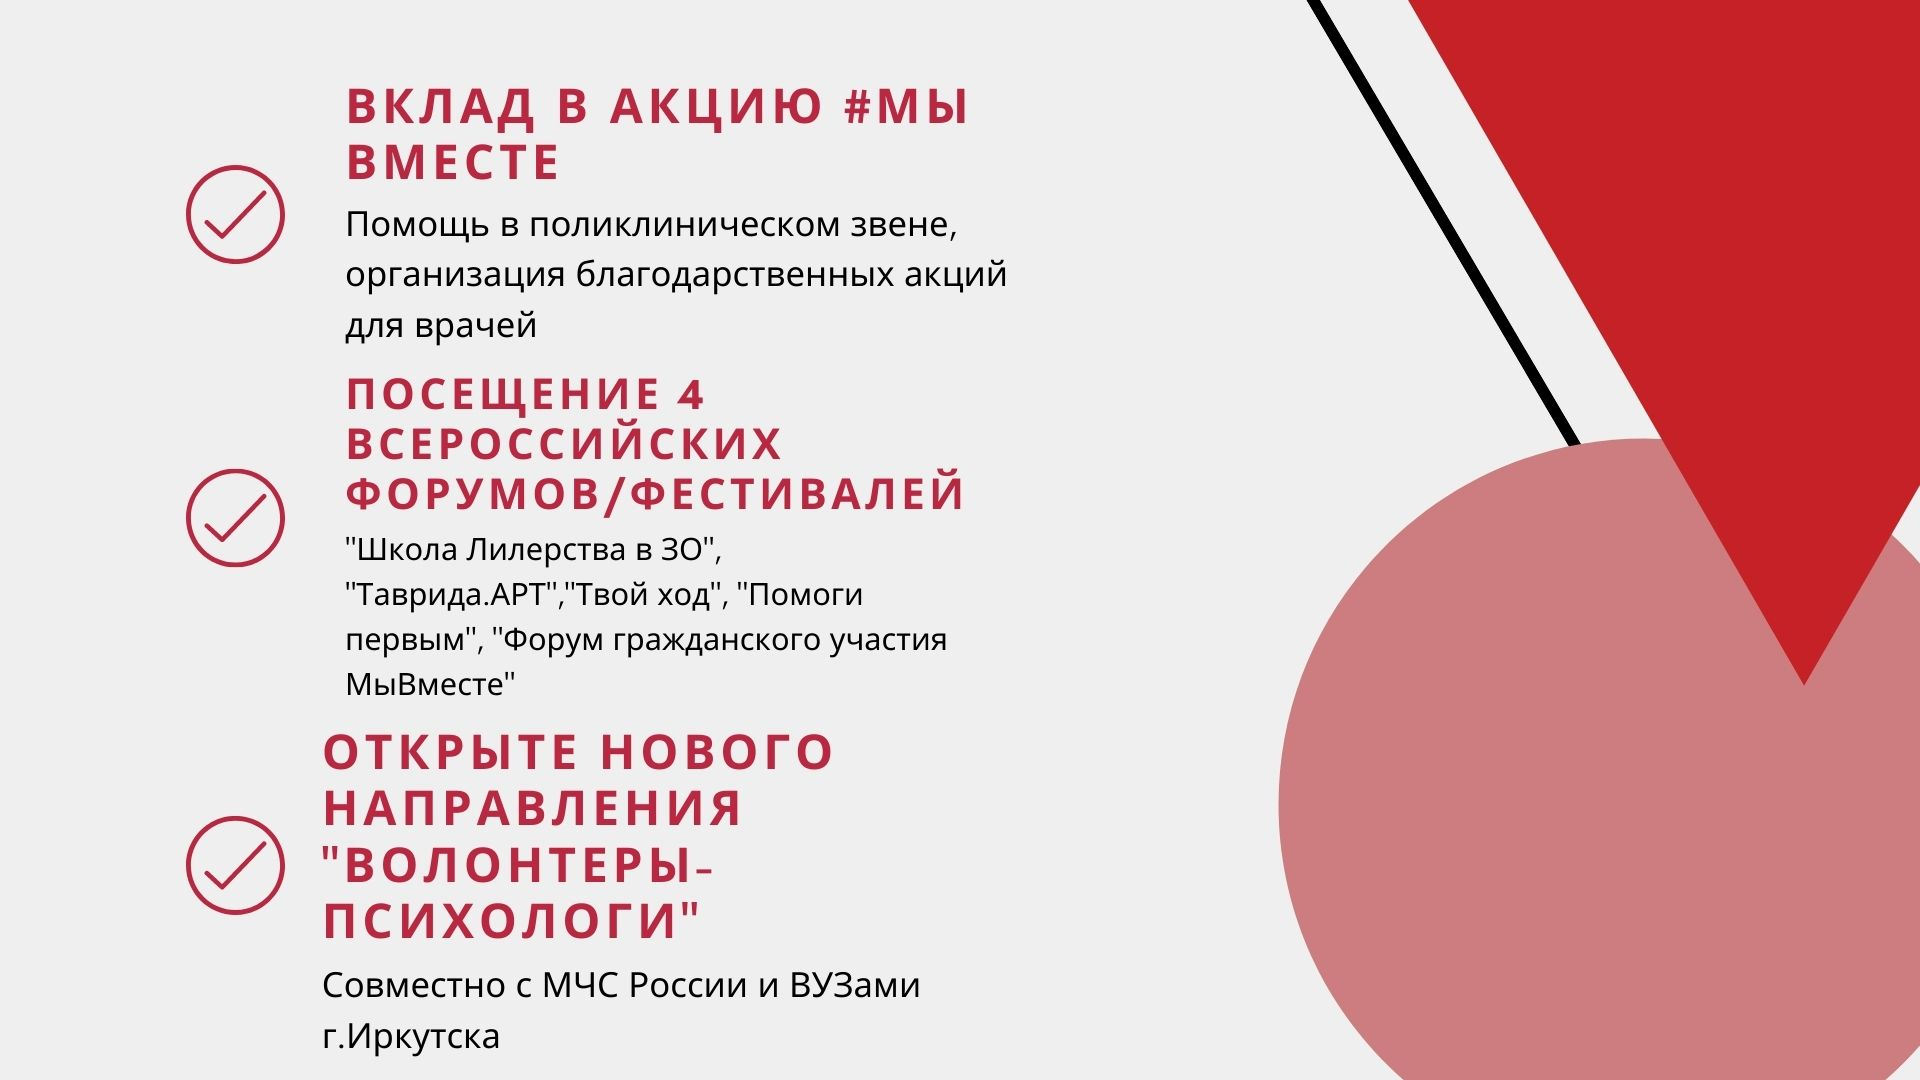 ВКЛАД В АКЦИЮ #МЫ
ВМЕСТЕ
Помощь в поликлиническом звене,
организация благодарственных акций
для врачей
ПОСЕЩЕНИЕ 4
ВСЕРОССИЙСКИХ
ФОРУМОВ/ФЕСТИВАЛЕЙ
"Школа Лилерства в ЗО",
"Таврида.АРТ","Твой ход", "Помоги
первым", "Форум гражданского участия
МыВместе"
ОТКРЫТЕ НОВОГО
НАПРАВЛЕНИЯ
"ВОЛОНТЕРЫ-
ПСИХОЛОГИ"
Совместно с МЧС России и ВУЗами
г.Иркутска